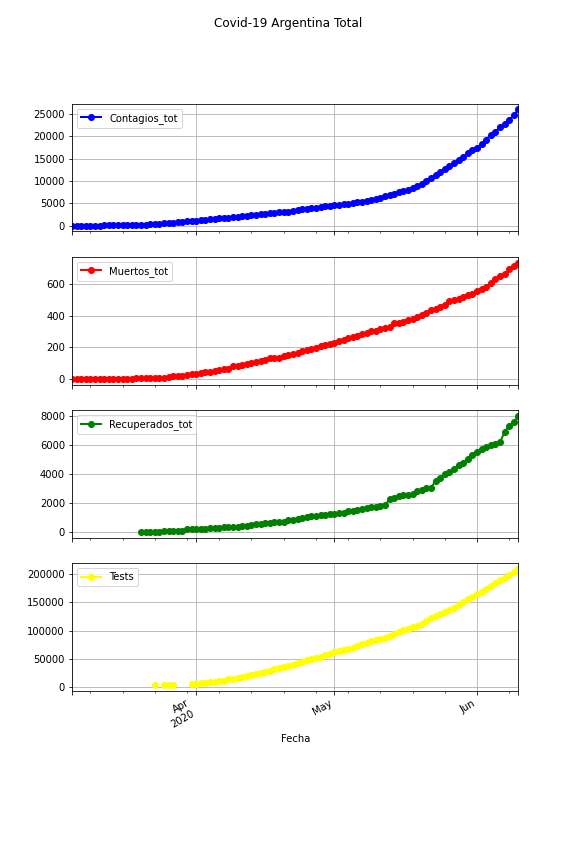 Covid-19 Argentina Total
25000
20000
15000
10000
5000
0
Contagios_tot
600
400
200
0
Muertos_tot
8000
6000
4000
2000
0
Recuperados_tot
200000
150000
100000
50000
0
Tests
Apr
2020
May
Jun
Fecha